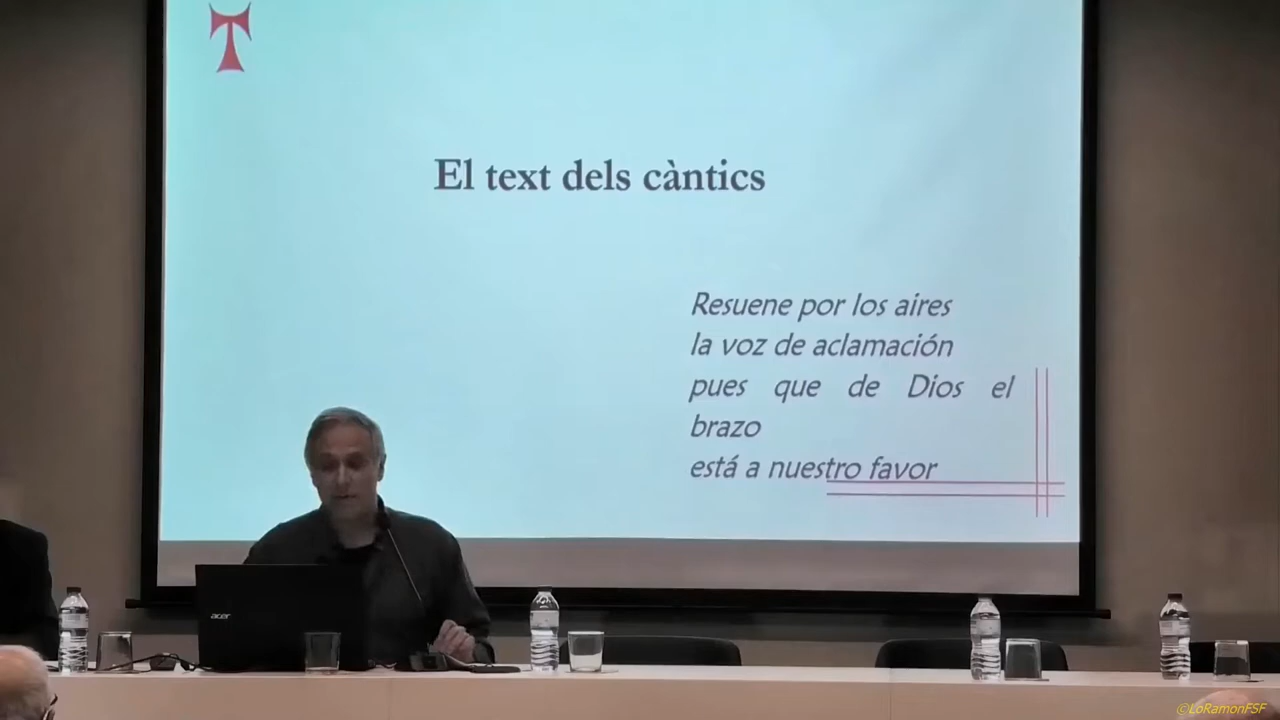 El text dels càntics
Resuene por los aires
la voz de aclamación
pues que de Dios el
brazo
está a nuestro favor
acer
©LoRamonFSF